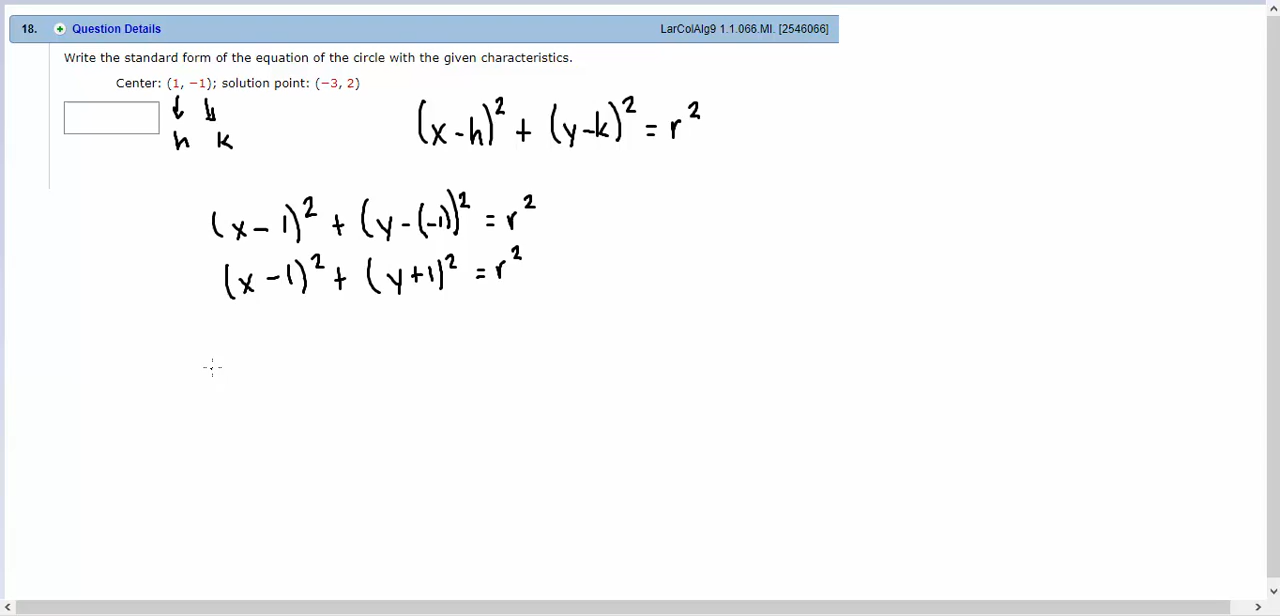 18. Question Details LarColAlg9 1.1.066.MI. [2546066]
Write the standard form of the equation of the circle with the given characteristics.
Center: (1, −1); solution point: (−3, 2)
h k
(x-h)² + (y-k)² = r²
(x-1)² + (y-(-1))² = r²
(x-1)² + (y+1)² = r²